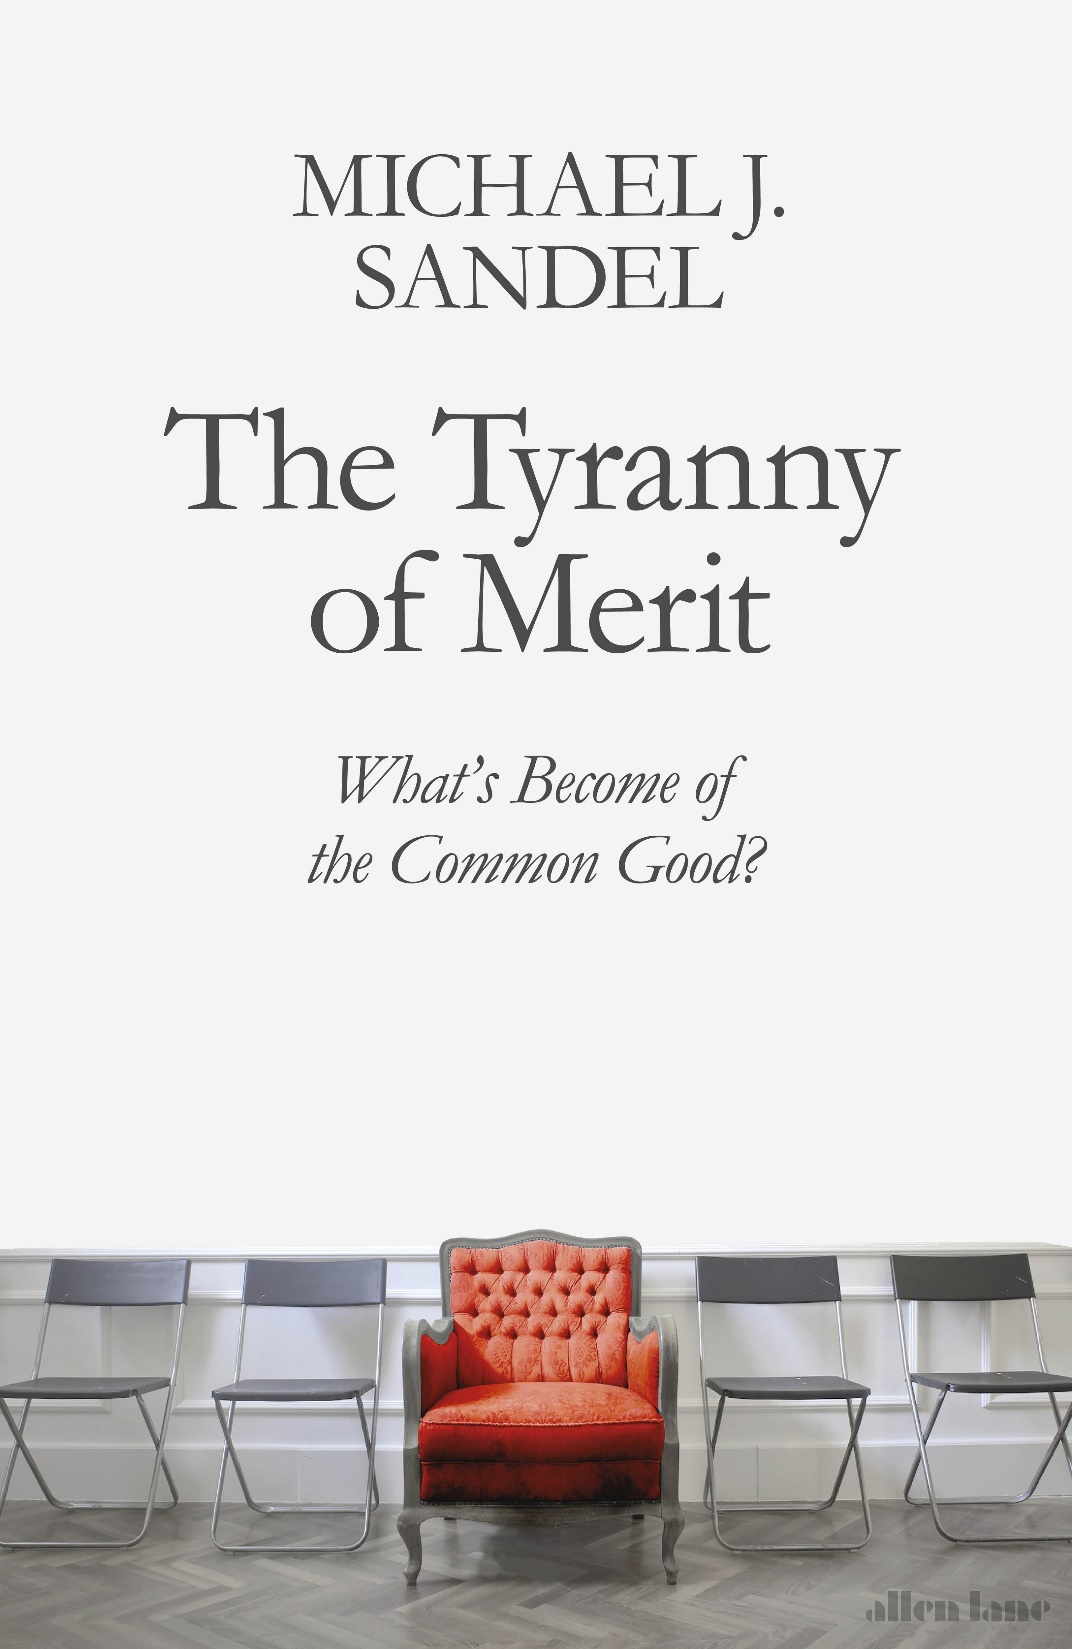 MICHAEL J.
SANDEL
The Tyranny
of Merit
What's Become of
the Common Good?
allen lane